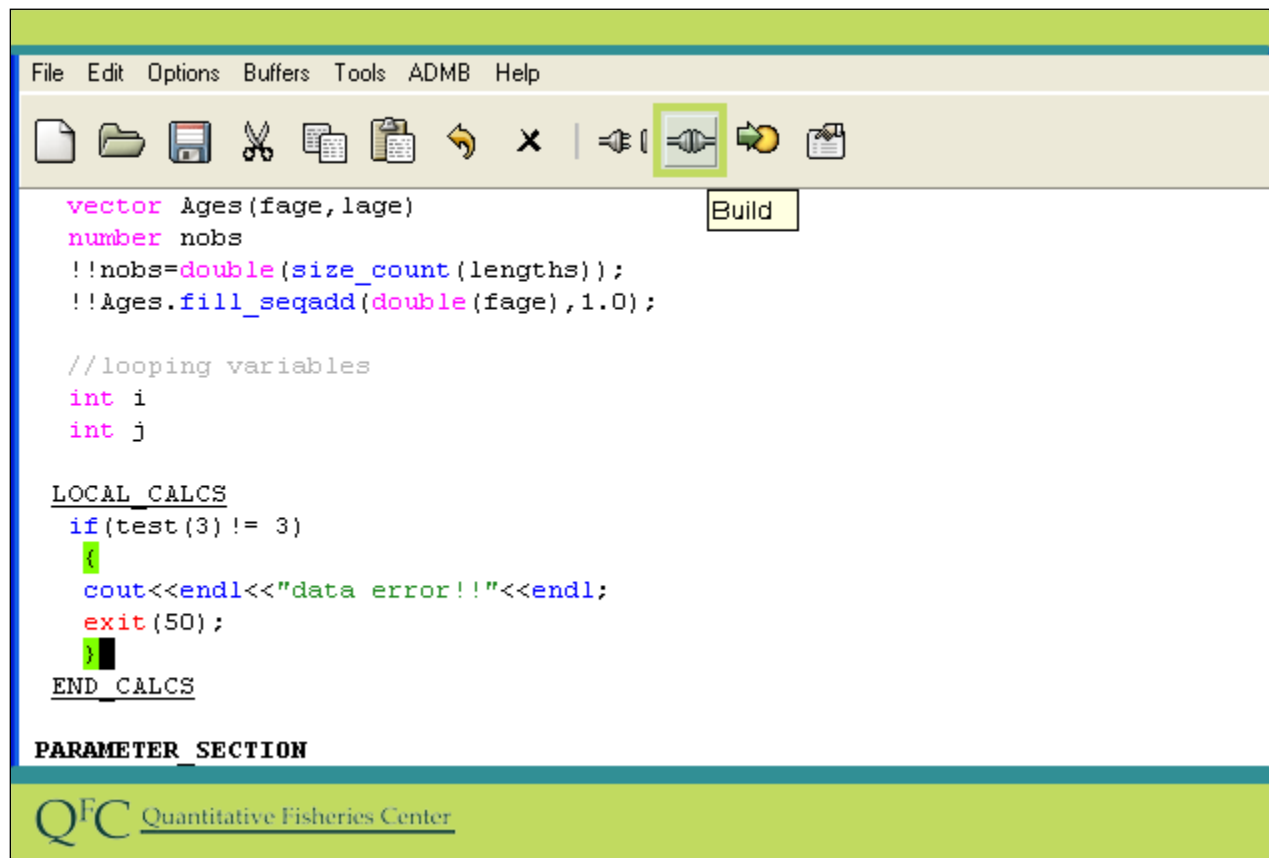 File Edit Options Buffers Tools ADMB Help
Build
vector Ages(fage,lage)
number nobs
!!nobs=double(size_count(lengths));
!!Ages.fill_seqadd(double(fage),1.0);
//looping variables
int i
int j
LOCAL_CALCS
if(test(3)!= 3)
{
cout<<endl<<"data error!!"<<endl;
exit(50);
}
END_CALCS
PARAMETER_SECTION
QFC Quantitative Fisheries Center